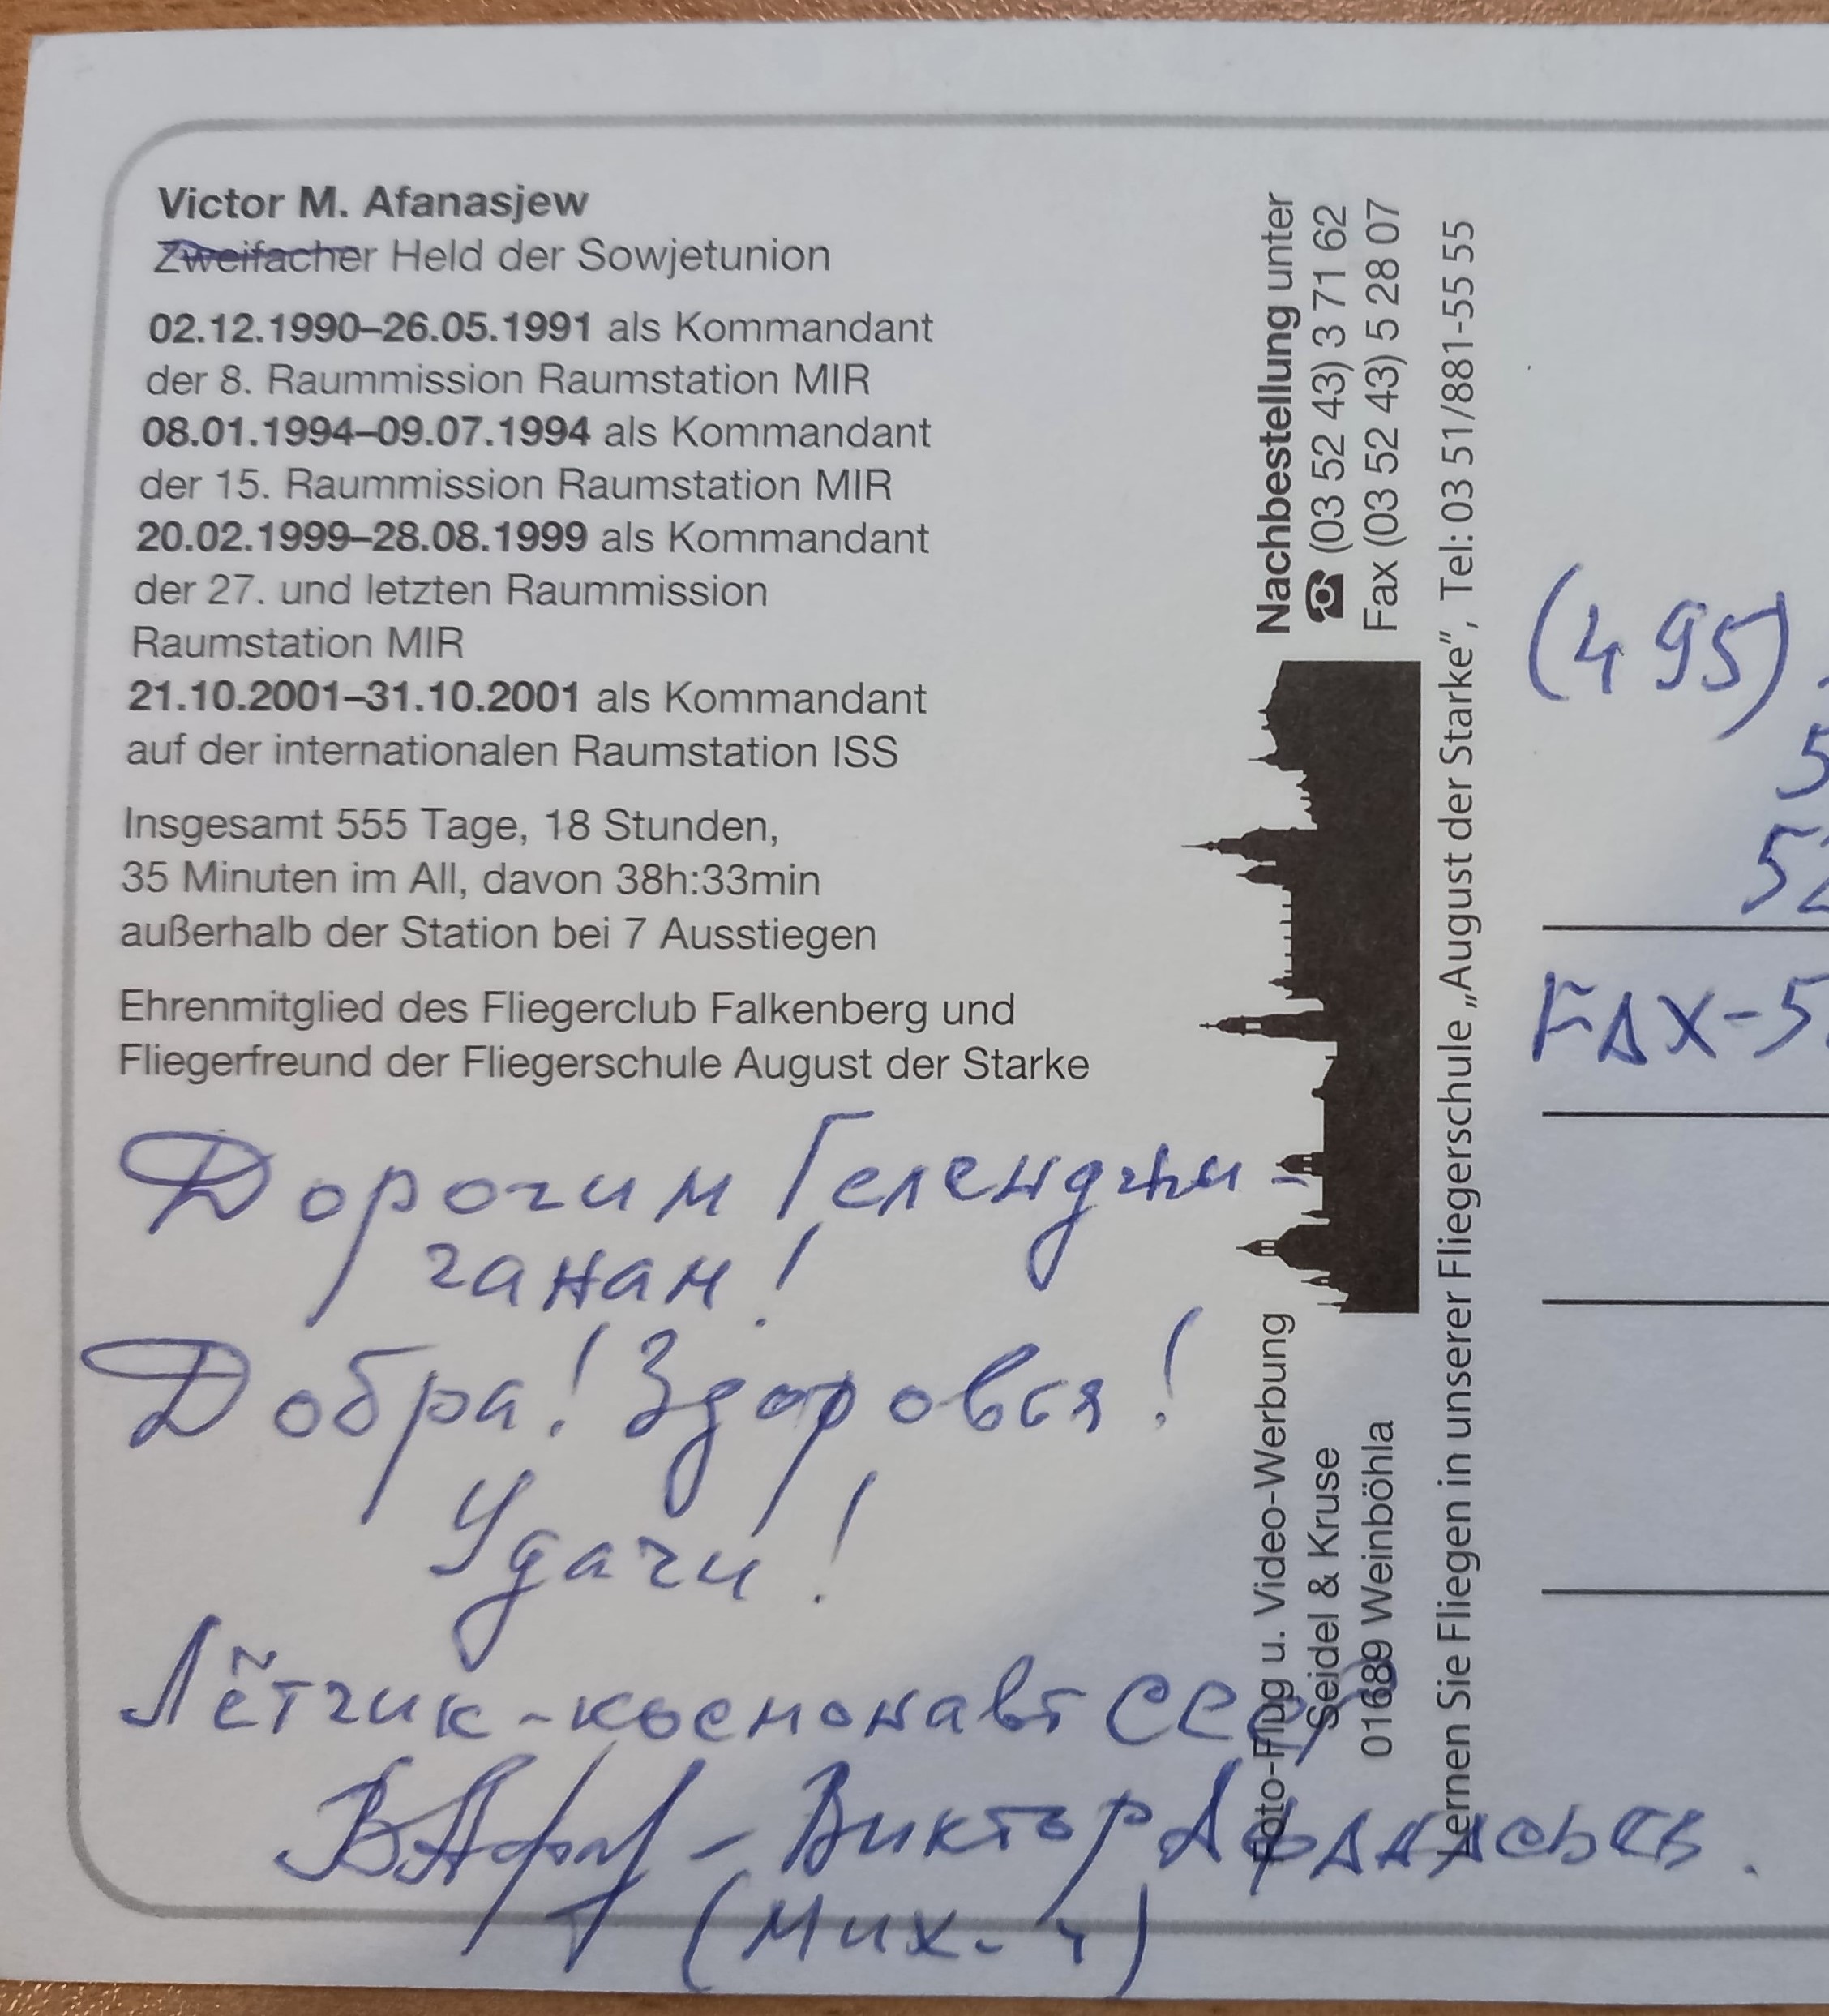 Victor M. Afanasjew
Zweifacher Held der Sowjetunion
02.12.1990–26.05.1991 als Kommandant
der 8. Raummission Raumstation MIR
08.01.1994–09.07.1994 als Kommandant
der 15. Raummission Raumstation MIR
20.02.1999–28.08.1999 als Kommandant
der 27. und letzten Raummission
Raumstation MIR
21.10.2001–31.10.2001 als Kommandant
auf der internationalen Raumstation ISS
Insgesamt 555 Tage, 18 Stunden,
35 Minuten im All, davon 38h:33min
außerhalb der Station bei 7 Ausstiegen
Ehrenmitglied des Fliegerclub Falkenberg und
Fliegerfreund der Fliegerschule August der Starke
Дорогим Геленджи=
чанам!
Добра! Здоровья!
Удачи!
Лётчик-космонавт СССР
- Виктор Афанасьев.
(Мих-ч)
Foto-Flug u. Video-Werbung
Seidel & Kruse
01689 Weinböhla
Nachbestellung unter
☎ (03 52 43) 3 71 62
Fax (03 52 43) 5 28 07
Lernen Sie Fliegen in unserer Fliegerschule „August der Starke”, Tel: 03 51/881-55 55
(495)
5
52
FAX-5